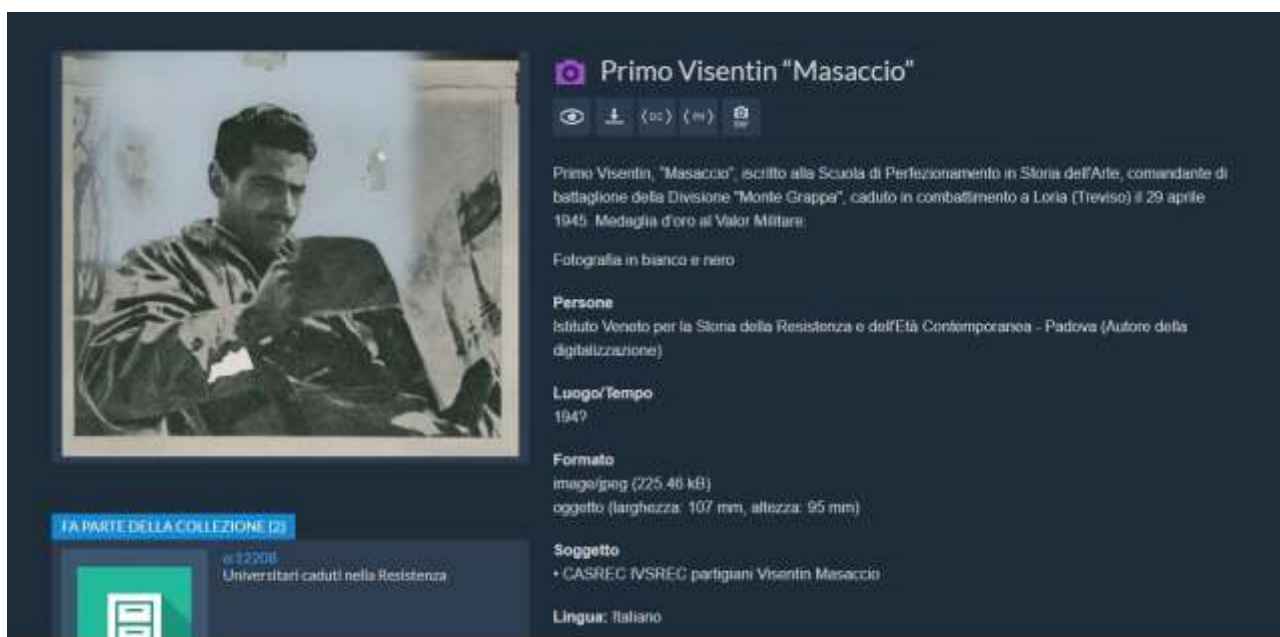 Primo Visentin “Masaccio”
Primo Visentin, "Masaccio", iscritto alla Scuola di Perfezionamento in Storia dell'Arte, comandante di
battaglione della Divisione "Monte Grappa", caduto in combattimento a Loria (Treviso) il 29 aprile
1945. Medaglia d'oro al Valor Militare.
Fotografia in bianco e nero
Persone
Istituto Veneto per la Storia della Resistenza e dell'Età Contemporanea - Padova (Autore della
digitalizzazione)
Luogo/Tempo
194?
Formato
image/jpeg (225.46 kB)
oggetto (larghezza: 107 mm, altezza: 95 mm)
FA PARTE DELLA COLLEZIONE (2)
o:12208
Universitari caduti nella Resistenza
Soggetto
• CASREC IVSREC partigiani Visentin Masaccio
Lingua: Italiano